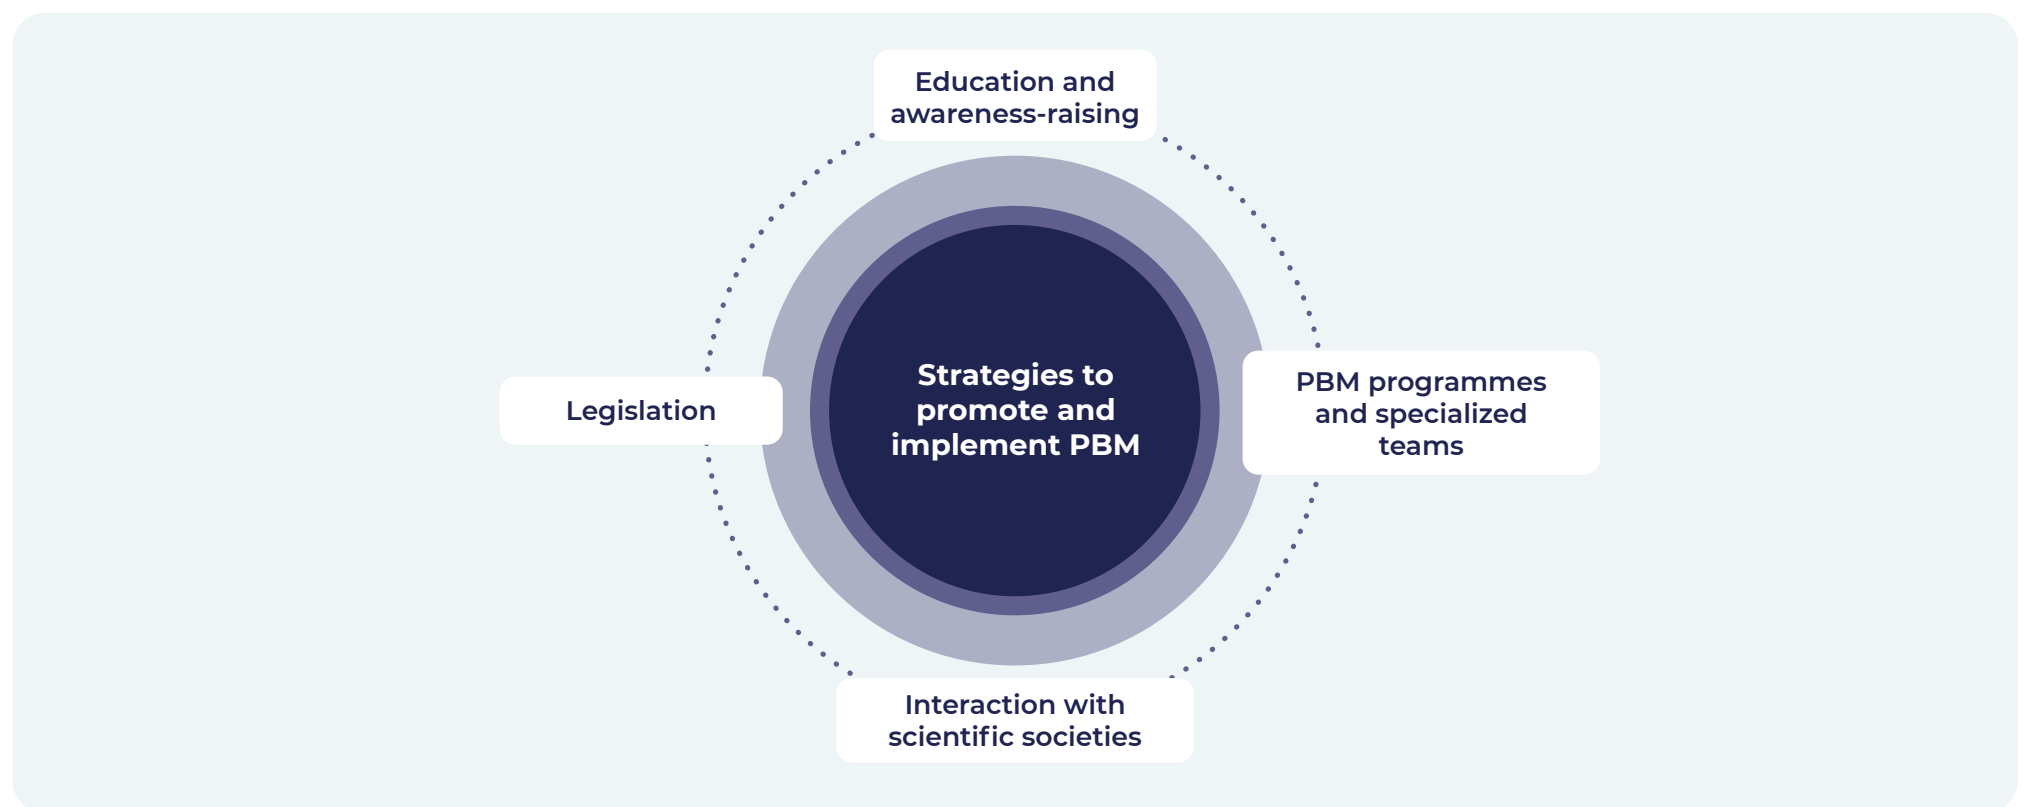 Education and
awareness-raising
Legislation
Strategies to
promote and
implement PBM
PBM programmes
and specialized
teams
Interaction with
scientific societies